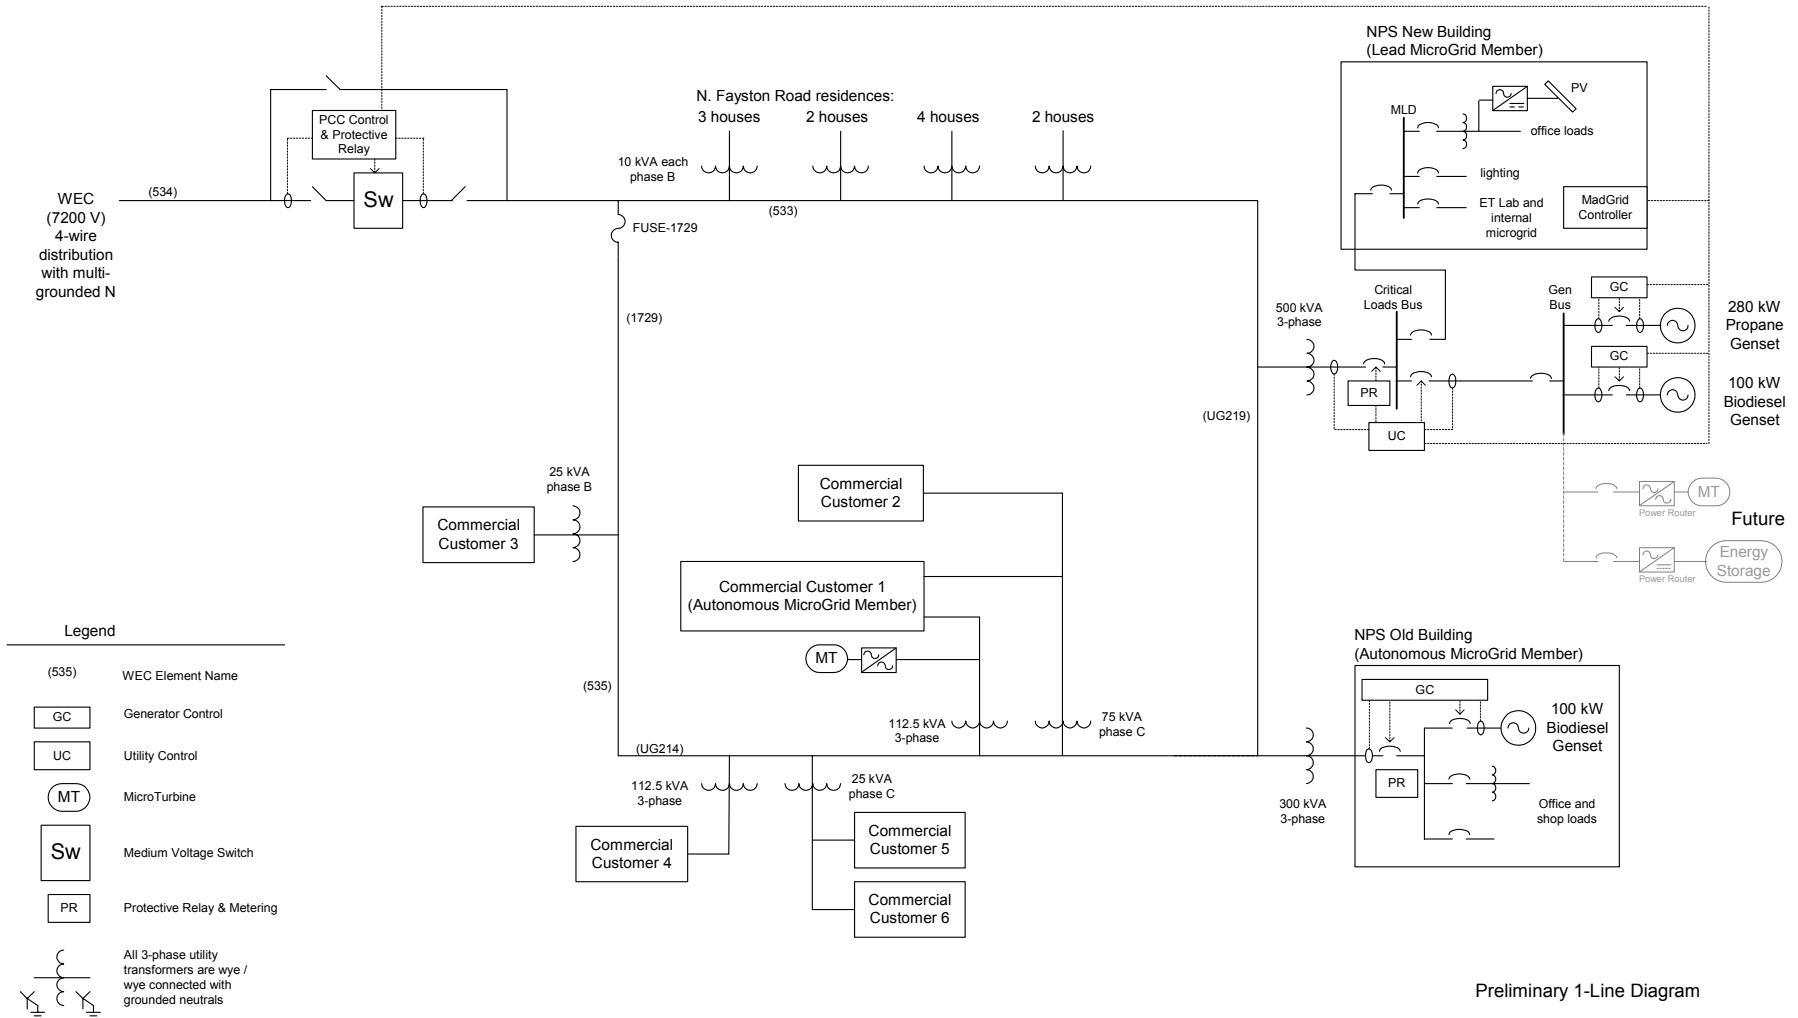 NPS New Building
(Lead MicroGrid Member)
PV
MLD
office loads
lighting
ET Lab and
internal
microgrid
MadGrid
Controller
PCC Control
& Protective
Relay
Sw
(534)
WEC
(7200 V)
4-wire
distribution
with multi-
grounded N
N. Fayston Road residences:
3 houses
2 houses
4 houses
2 houses
10 kVA each
phase B
(533)
FUSE-1729
(1729)
500 kVA
3-phase
Critical
Loads Bus
Gen
Bus
GC
280 kW
Propane
Genset
GC
100 kW
Biodiesel
Genset
PR
UC
(UG219)
MT
Power Router
Future
Energy
Storage
Power Router
25 kVA
phase B
Commercial
Customer 3
Commercial
Customer 2
Commercial Customer 1
(Autonomous MicroGrid Member)
MT
(535)
112.5 kVA
3-phase
75 kVA
phase C
(UG214)
112.5 kVA
3-phase
25 kVA
phase C
Commercial
Customer 4
Commercial
Customer 5
Commercial
Customer 6
300 kVA
3-phase
NPS Old Building
(Autonomous MicroGrid Member)
GC
100 kW
Biodiesel
Genset
PR
Office and
shop loads
Legend
(535)
WEC Element Name
GC
Generator Control
UC
Utility Control
MT
MicroTurbine
Sw
Medium Voltage Switch
PR
Protective Relay & Metering
All 3-phase utility
transformers are wye /
wye connected with
grounded neutrals
Preliminary 1-Line Diagram